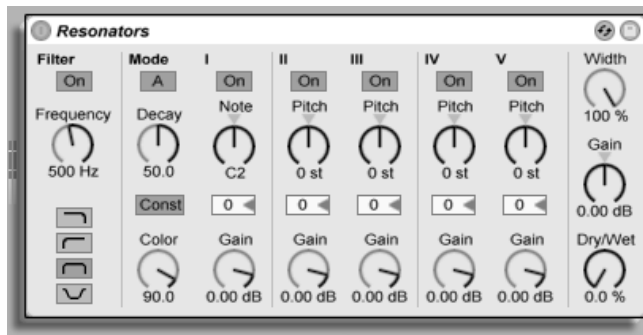 Resonators
Filter Mode I II III IV V Width
On A On On On On On
100 %
Frequency Decay Note Pitch Pitch Pitch Pitch
Gain
500 Hz 50.0 C2 0 st 0 st 0 st 0 st
Const 0 0 0 0 0
0.00 dB
Color Gain Gain Gain Gain Gain Dry/Wet
90.0 0.00 dB 0.00 dB 0.00 dB 0.00 dB 0.00 dB 0.0 %